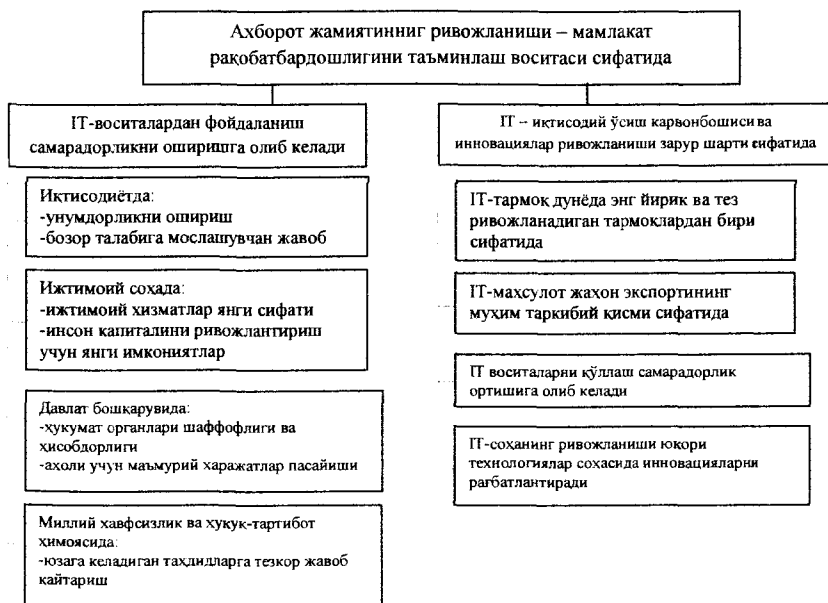 Ахборот жамиятинниг ривожланиши – мамлакат
рақобатбардошлигини таъминлаш воситаси сифатида
IT-воситалардан фойдаланиш
самарадорликни оширишга олиб келади
Иқтисодиётда:
-унумдорликни ошириш
-бозор талабига мослашувчан жавоб
Ижтимоий соҳада:
-ижтимоий хизматлар янги сифати
-инсон капиталини ривожлантириш
учун янги имкониятлар
Давлат бошқарувида:
-ҳукумат органлари шаффофлиги ва
ҳисобдорлиги
-ахоли учун маъмурий харажатлар пасайиши
Миллий хавфсизлик ва ҳуқуқ-тартибот
ҳимоясида:
-юзага келадиган таҳдидларга тезкор жавоб
қайтариш
IT – иқтисодий ўсиш карвонбошиси ва
инновациялар ривожланиши зарур шарти сифатида
IT-тармоқ дунёда энг йирик ва тез
ривожланадиган тармоқлардан бири
сифатида
IT-маҳсулот жаҳон экспортининг
муҳим таркибий қисми сифатида
IT воситаларни қўллаш самарадорлик
ортишига олиб келади
IT-соҳанинг ривожланиши юқори
технологиялар соҳасида инновацияларни
рағбатлантиради